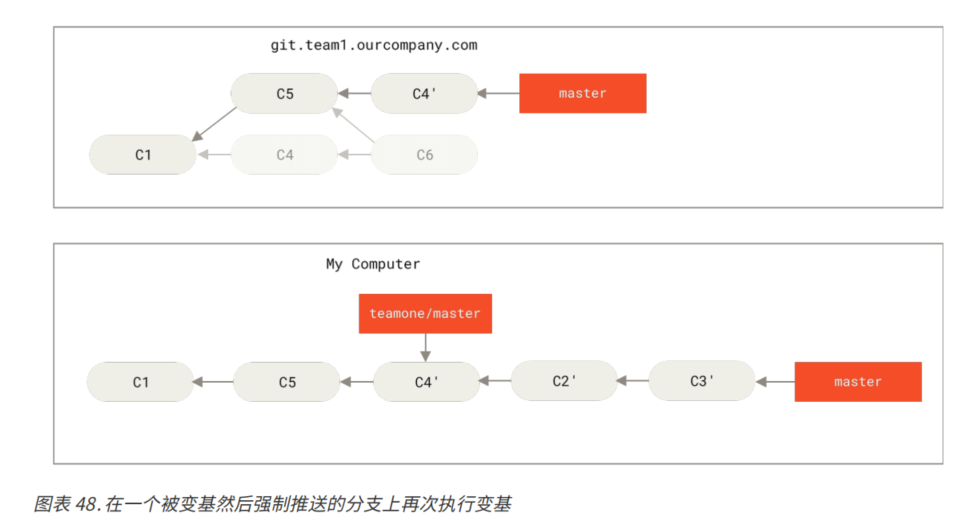 git.team1.ourcompany.com
C5
C4'
master
C1
C4
C6
My Computer
teamone/master
C1
C5
C4'
C2'
C3'
master
图表 48. 在一个被变基然后强制推送的分支上再次执行变基